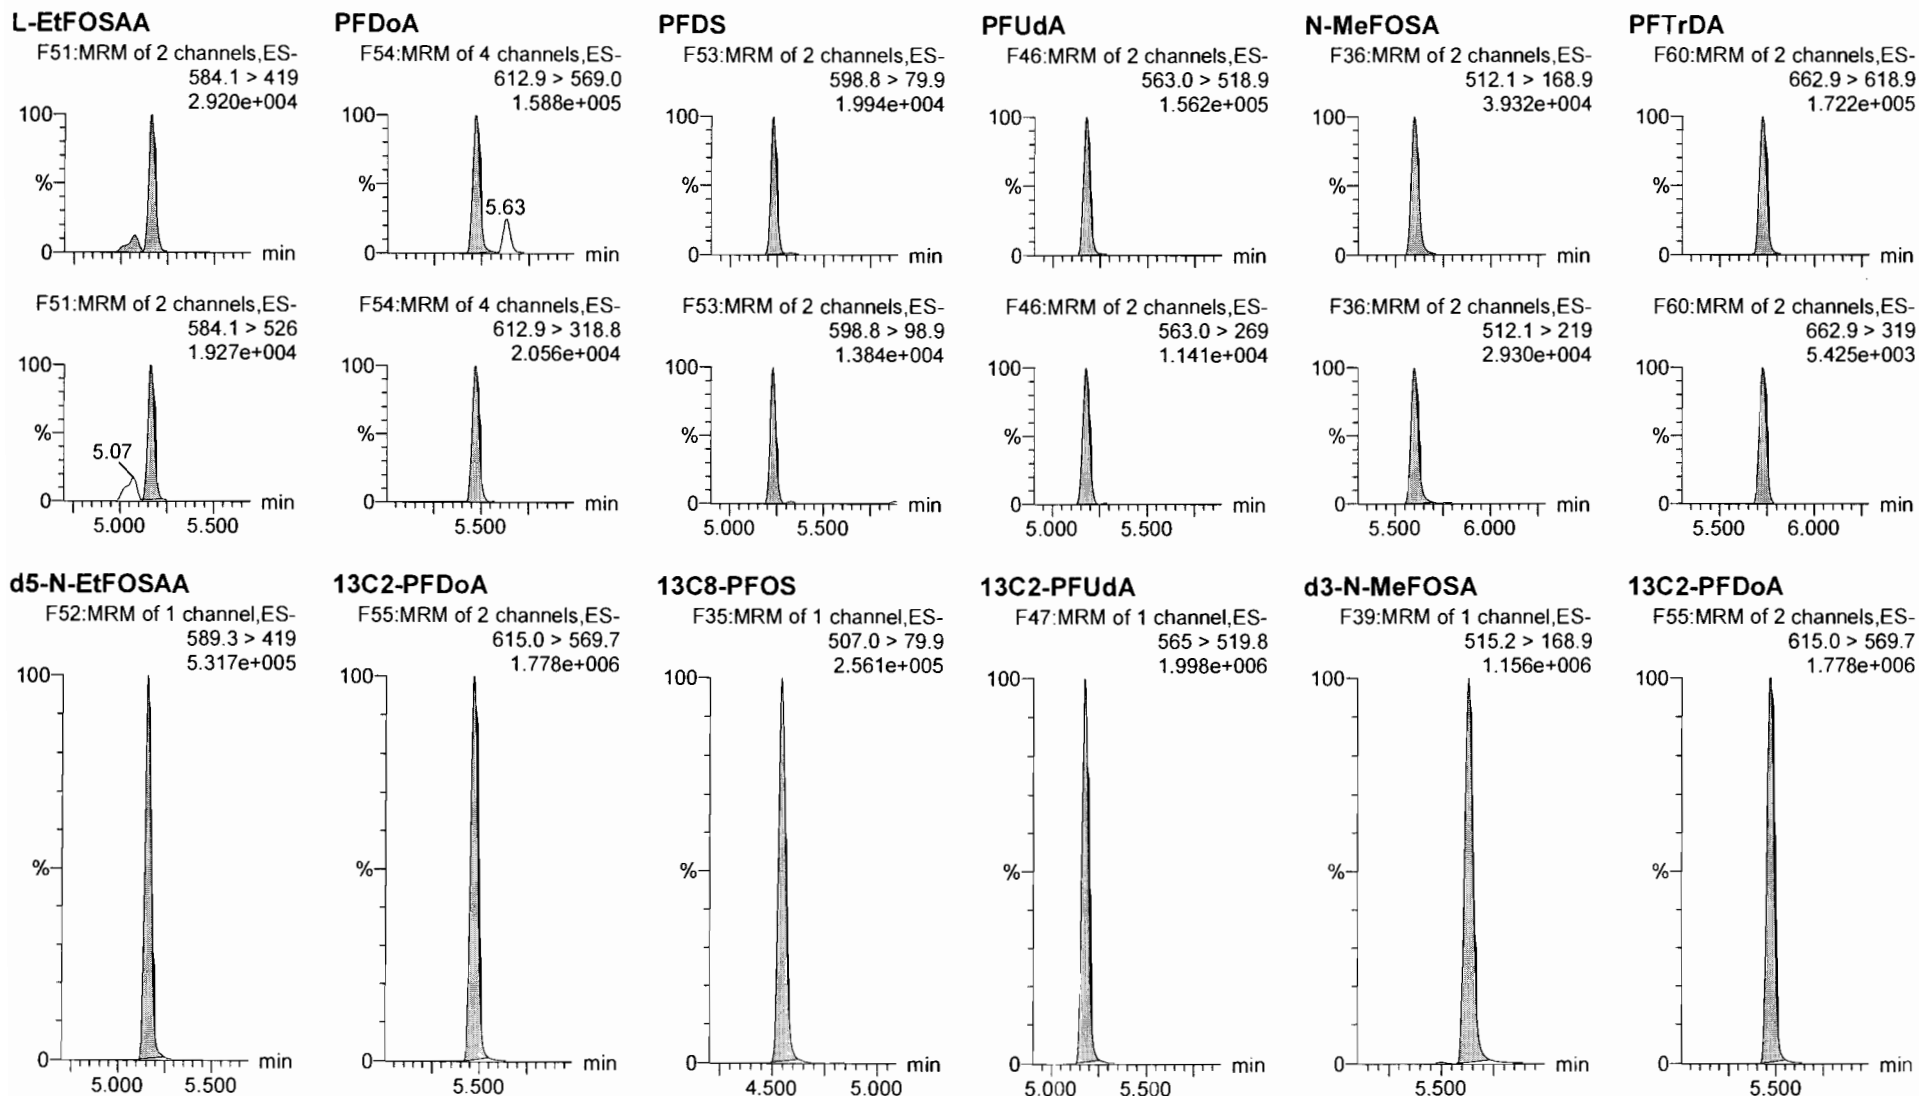 L-EtFOSAA
F51:MRM of 2 channels,ES-
584.1 > 419
2.920e+004
100
%
0
min
PFDoA
F54:MRM of 4 channels,ES-
612.9 > 569.0
1.588e+005
100
%
5.63
0
min
PFDS
F53:MRM of 2 channels,ES-
598.8 > 79.9
1.994e+004
100
%
0
min
PFUdA
F46:MRM of 2 channels,ES-
563.0 > 518.9
1.562e+005
100
%
0
min
N-MeFOSA
F36:MRM of 2 channels,ES-
512.1 > 168.9
3.932e+004
100
%
0
min
PFTrDA
F60:MRM of 2 channels,ES-
662.9 > 618.9
1.722e+005
100
%
0
min
F51:MRM of 2 channels,ES-
584.1 > 526
1.927e+004
100
%
5.07
0
min
5.000 5.500
F54:MRM of 4 channels,ES-
612.9 > 318.8
2.056e+004
100
%
0
min
5.500
F53:MRM of 2 channels,ES-
598.8 > 98.9
1.384e+004
100
%
0
min
5.000 5.500
F46:MRM of 2 channels,ES-
563.0 > 269
1.141e+004
100
%
0
min
5.000 5.500
F36:MRM of 2 channels,ES-
512.1 > 219
2.930e+004
100
%
0
min
5.500 6.000
F60:MRM of 2 channels,ES-
662.9 > 319
5.425e+003
100
%
0
min
5.500 6.000
d5-N-EtFOSAA
F52:MRM of 1 channel,ES-
589.3 > 419
5.317e+005
100
%
0
min
5.000 5.500
13C2-PFDoA
F55:MRM of 2 channels,ES-
615.0 > 569.7
1.778e+006
100
%
0
min
5.500
13C8-PFOS
F35:MRM of 1 channel,ES-
507.0 > 79.9
2.561e+005
100
%
0
min
4.500 5.000
13C2-PFUdA
F47:MRM of 1 channel,ES-
565 > 519.8
1.998e+006
100
%
0
min
5.000 5.500
d3-N-MeFOSA
F39:MRM of 1 channel,ES-
515.2 > 168.9
1.156e+006
100
%
0
min
5.500
13C2-PFDoA
F55:MRM of 2 channels,ES-
615.0 > 569.7
1.778e+006
100
%
0
min
5.500